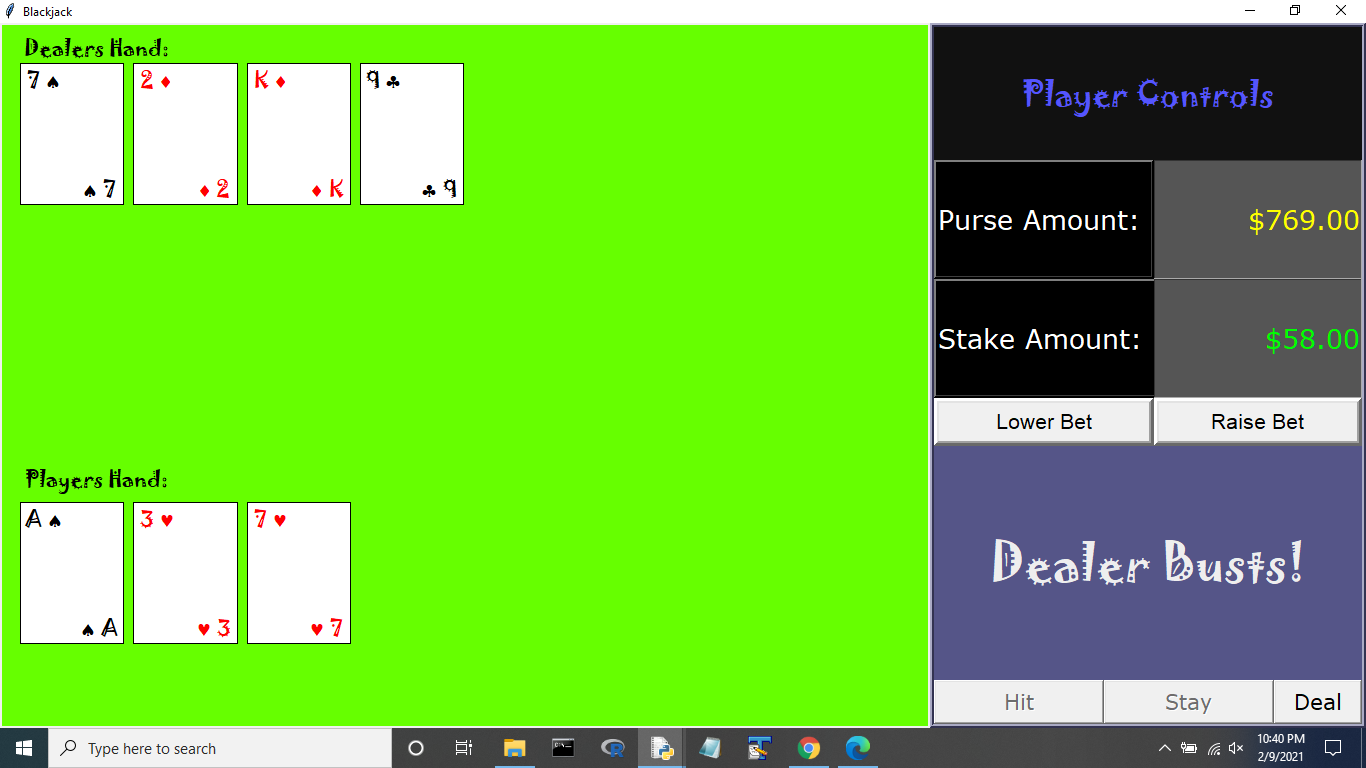 Blackjack
Dealers Hand:
7 ♠ 2 ♦ K ♦ 9 ♣
♠ 7 ♦ 2 ♦ K ♣ 9
Players Hand:
A ♠ 3 ♥ 7 ♥
♠ A ♥ 3 ♥ 7
Player Controls
Purse Amount: $769.00
Stake Amount: $58.00
Lower Bet Raise Bet
Dealer Busts!
Hit Stay Deal
Type here to search
10:40 PM
2/9/2021